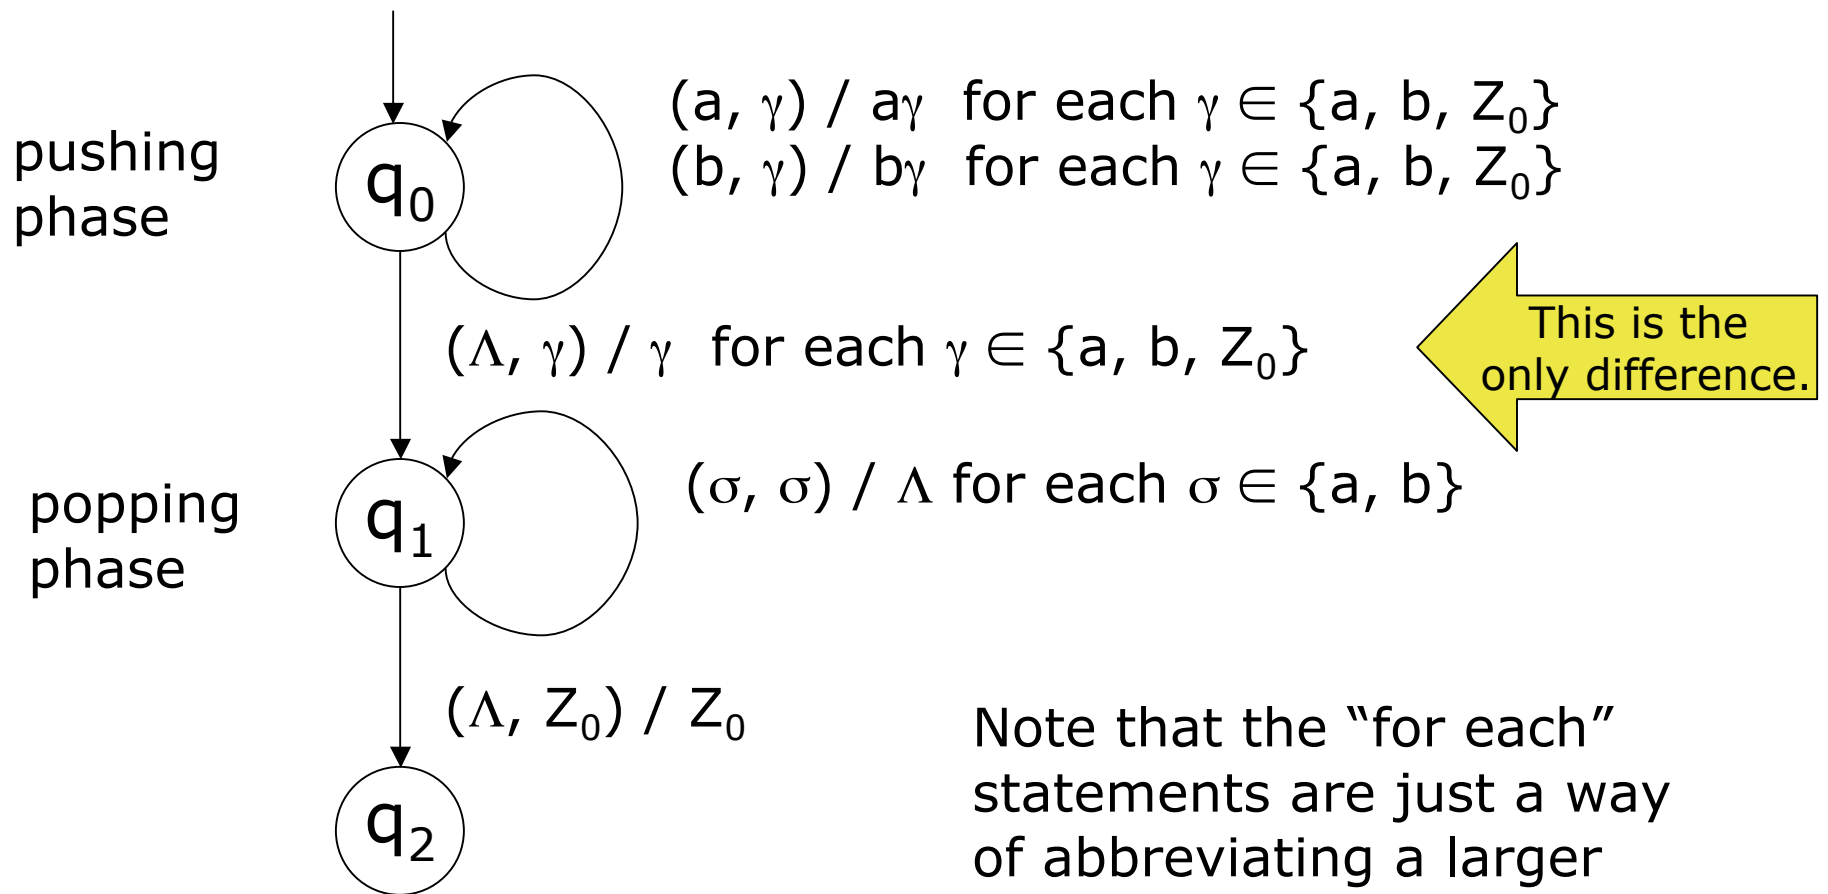 (a, γ) / aγ for each γ ∈ {a, b, Z₀}
(b, γ) / bγ for each γ ∈ {a, b, Z₀}
pushing
phase
q₀
(Λ, γ) / γ for each γ ∈ {a, b, Z₀}
This is the
only difference.
(σ, σ) / Λ for each σ ∈ {a, b}
popping
phase
q₁
(Λ, Z₀) / Z₀
q₂
Note that the “for each”
statements are just a way
of abbreviating a larger